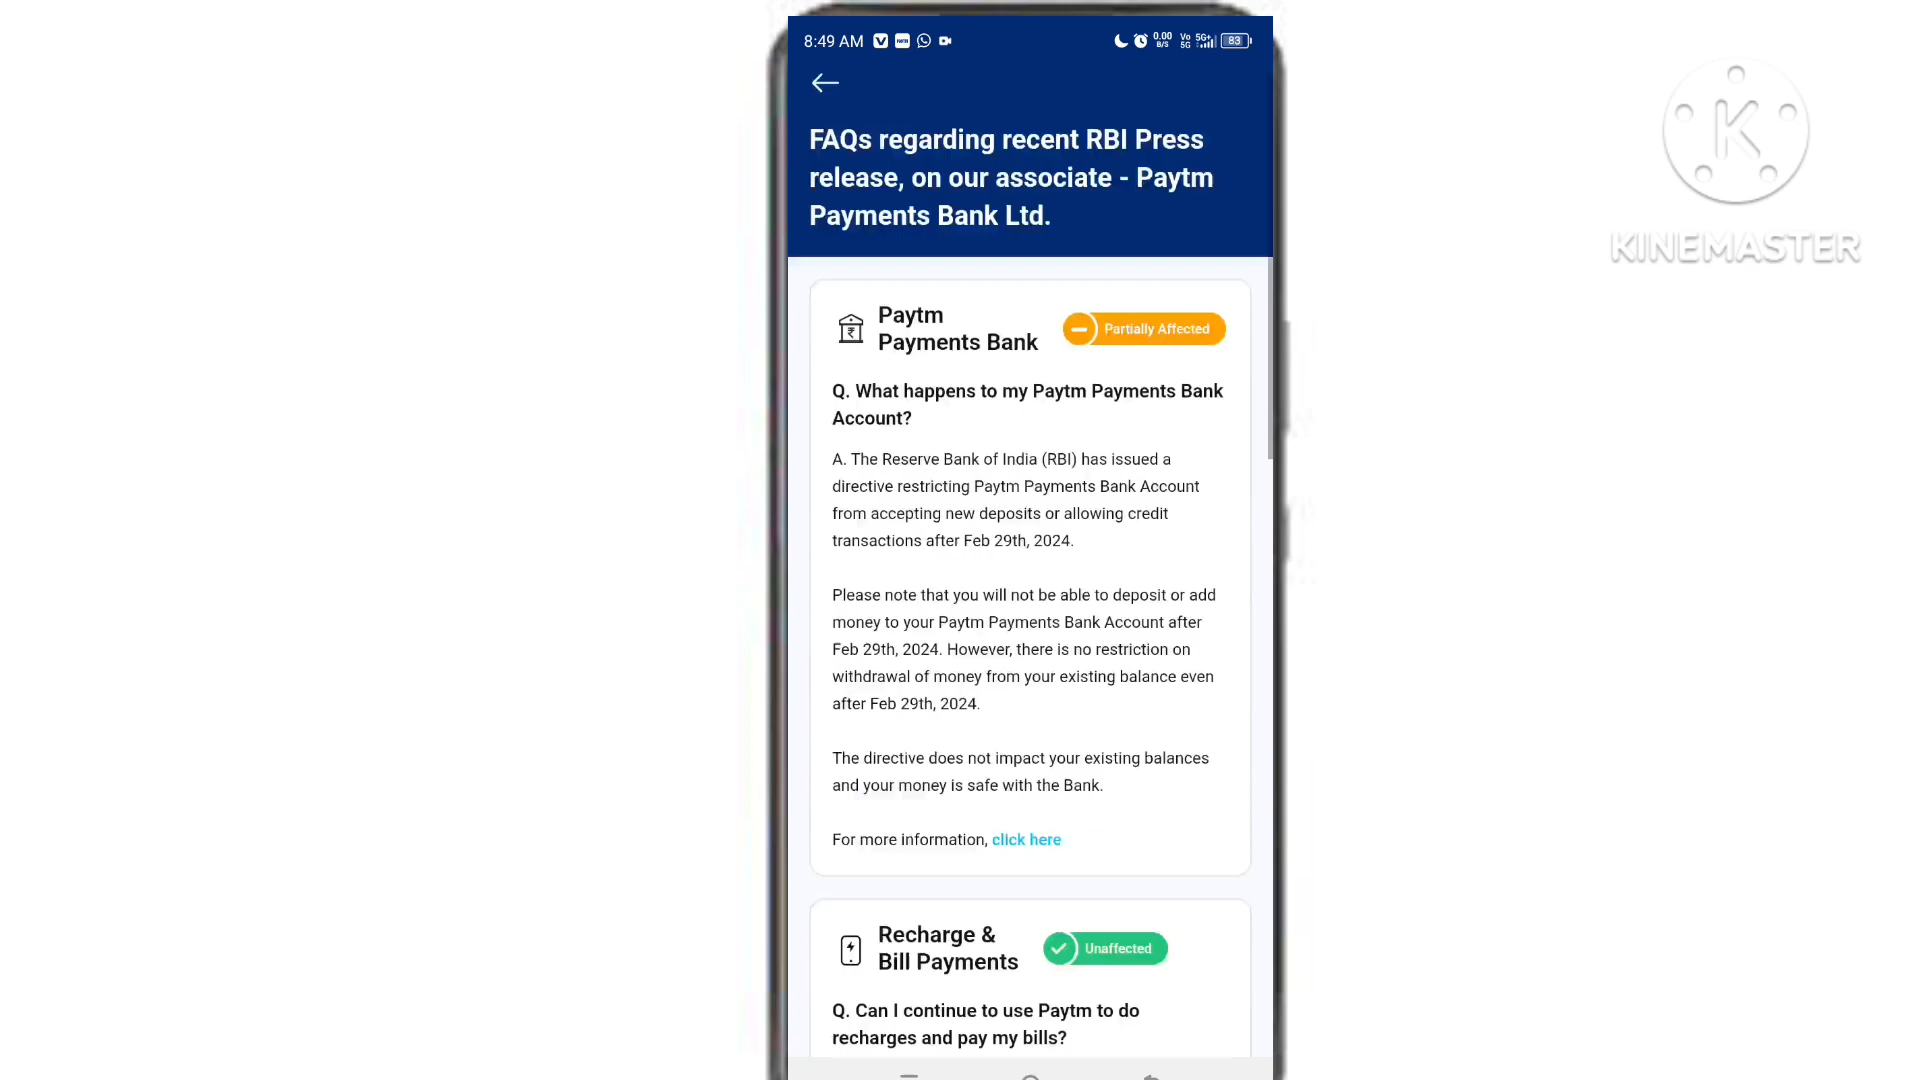 8:49 AM
0.00
B/S
Vo
5G
5G+
83
FAQs regarding recent RBI Press
release, on our associate - Paytm
Payments Bank Ltd.
Paytm
Payments Bank
Partially Affected
Q. What happens to my Paytm Payments Bank
Account?
A. The Reserve Bank of India (RBI) has issued a
directive restricting Paytm Payments Bank Account
from accepting new deposits or allowing credit
transactions after Feb 29th, 2024.
Please note that you will not be able to deposit or add
money to your Paytm Payments Bank Account after
Feb 29th, 2024. However, there is no restriction on
withdrawal of money from your existing balance even
after Feb 29th, 2024.
The directive does not impact your existing balances
and your money is safe with the Bank.
For more information, click here
Recharge &
Bill Payments
Unaffected
Q. Can I continue to use Paytm to do
recharges and pay my bills?
K
KINEMASTER